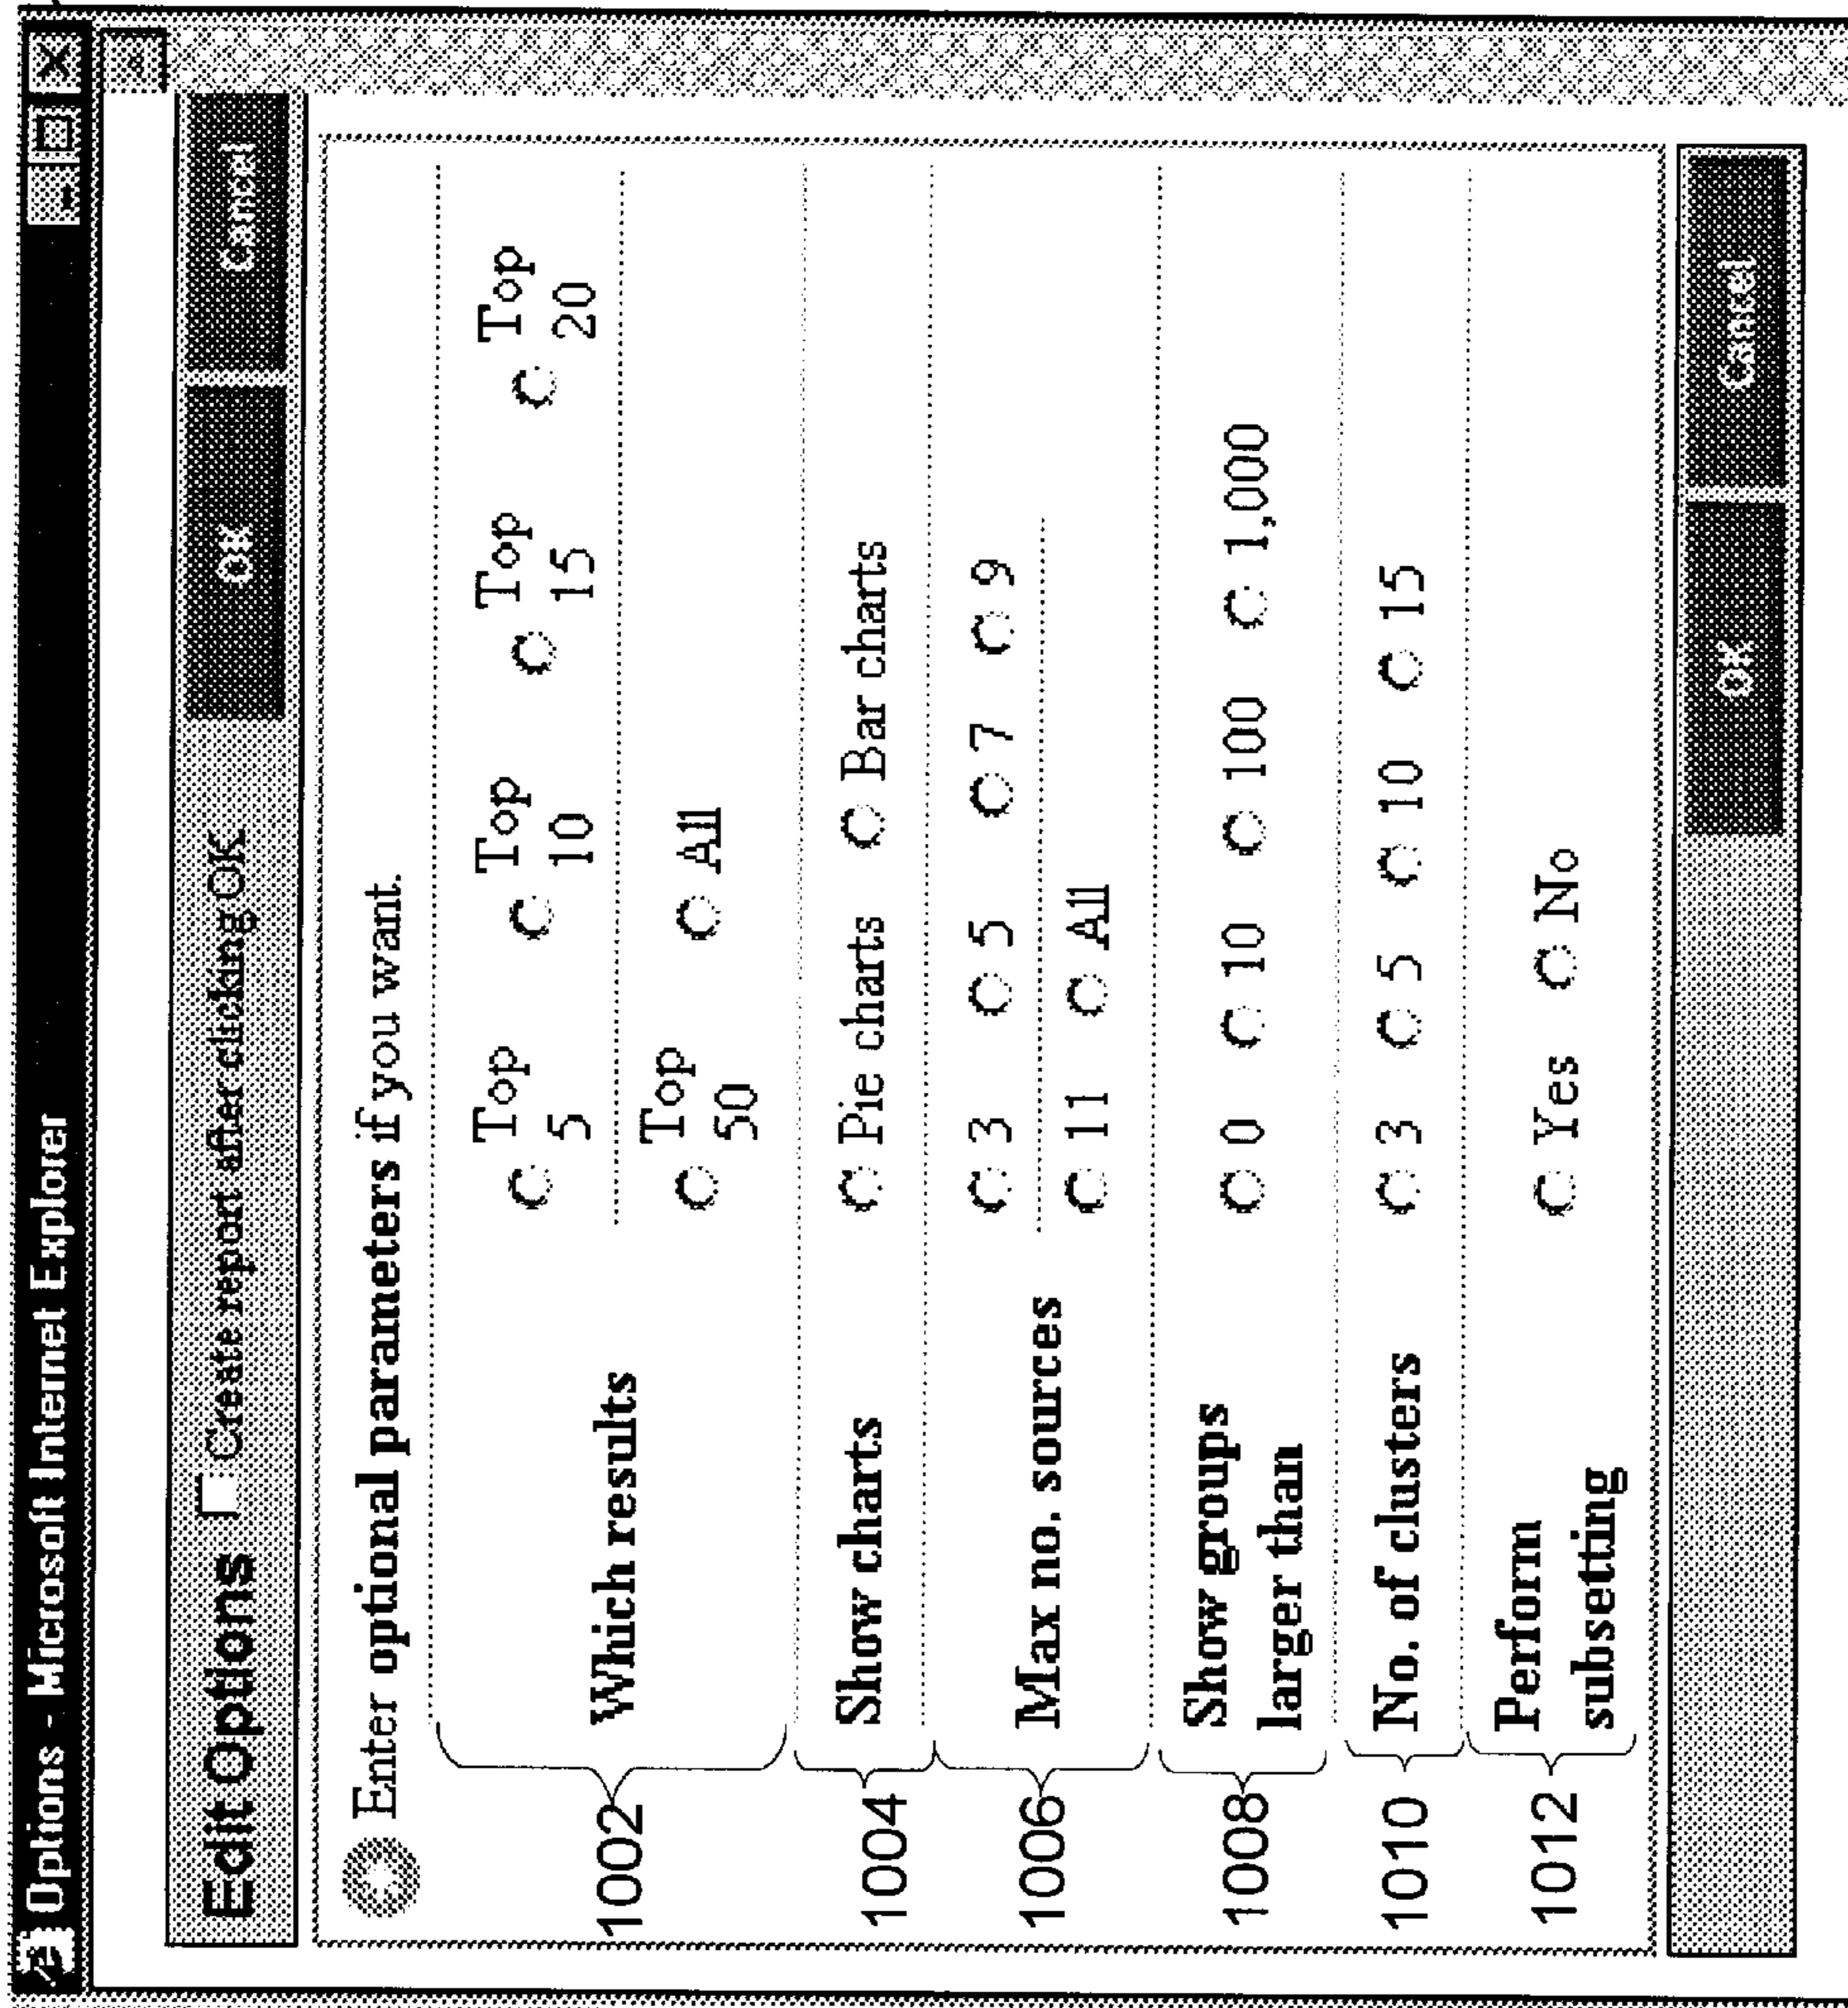 Options - Microsoft Internet Explorer
Edit Options Create report after clicking OK OK Cancel
Enter optional parameters if you want.
1002 Which results Top 5 Top 10 Top 15 Top 20
Top 50 All
1004 Show charts Pie charts Bar charts
1006 Max no. sources 3 5 7 9
11 All
1008 Show groups larger than 0 10 100 1,000
1010 No. of clusters 3 5 10 15
1012 Perform subsetting Yes No
OK Cancel